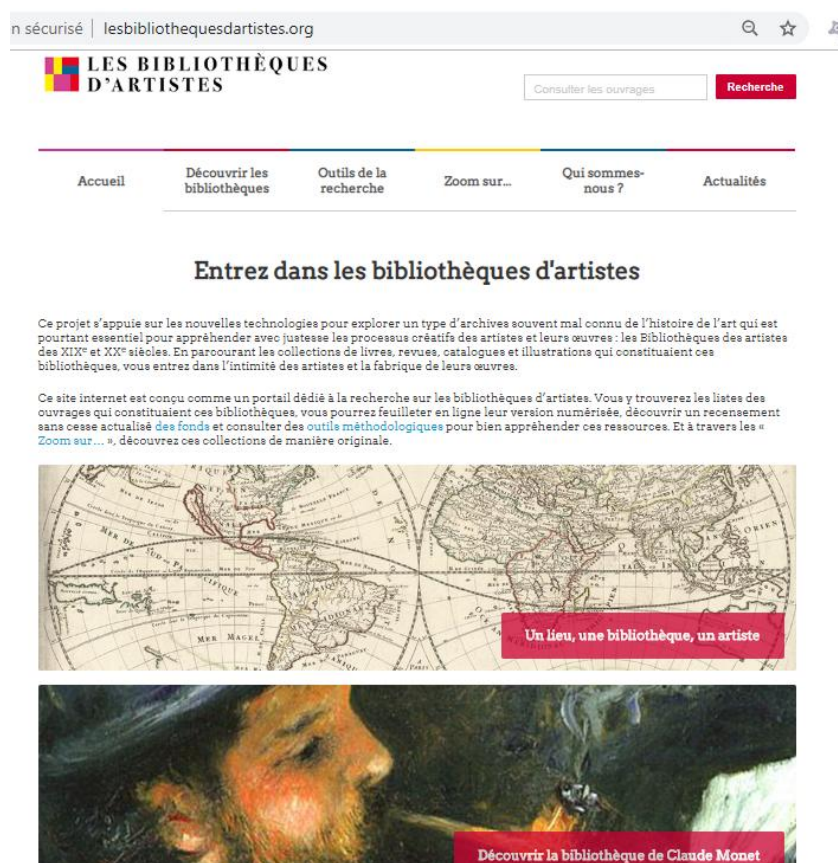 n sécurisé | lesbibliothequesdartistes.org
LES BIBLIOTHÈQUES
D'ARTISTES
Consulter les ouvrages
Recherche
Accueil
Découvrir les
bibliothèques
Outils de la
recherche
Zoom sur...
Qui sommes-
nous ?
Actualités
Entrez dans les bibliothèques d'artistes
Ce projet s'appuie sur les nouvelles technologies pour explorer un type d'archives souvent mal connu de l'histoire de l'art qui est
pourtant essentiel pour appréhender avec justesse les processus créatifs des artistes et leurs œuvres : les Bibliothèques des artistes
des XIXᵉ et XXᵉ siècles. En parcourant les collections de livres, revues, catalogues et illustrations qui constituaient ces
bibliothèques, vous entrez dans l'intimité des artistes et la fabrique de leurs œuvres.
Ce site internet est conçu comme un portail dédié à la recherche sur les bibliothèques d'artistes. Vous y trouverez les listes des
ouvrages qui constituaient ces bibliothèques, vous pourrez feuilleter en ligne leur version numérisée, découvrir un recensement
sans cesse actualisé des fonds et consulter des outils méthodologiques pour bien appréhender ces ressources. Et à travers les «
Zoom sur… », découvrez ces collections de manière originale.
MER DE SUD
PACIFIQUE
MER MAGEL
Un lieu, une bibliothèque, un artiste
Découvrir la bibliothèque de Claude Monet